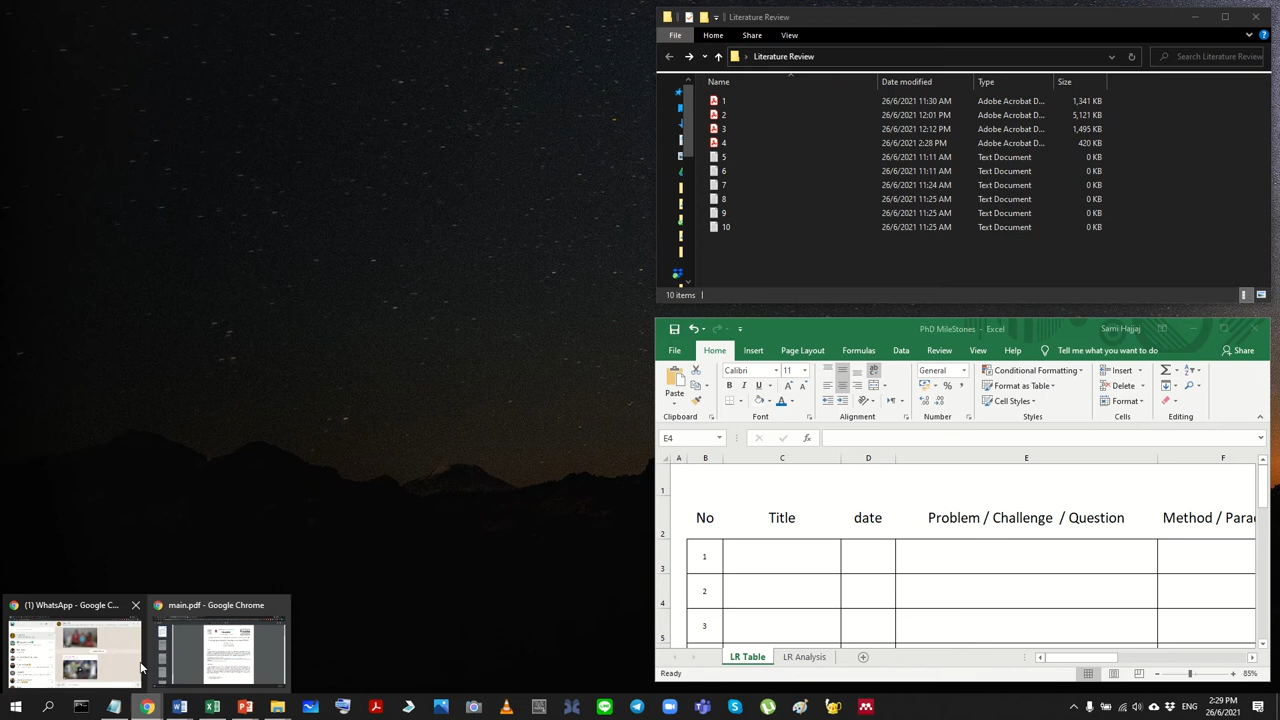 Literature Review
File Home Share View
Literature Review
Search Literature Review
Name Date modified Type Size
1 26/6/2021 11:30 AM Adobe Acrobat D... 1,341 KB
2 26/6/2021 12:01 PM Adobe Acrobat D... 5,121 KB
3 26/6/2021 12:12 PM Adobe Acrobat D... 1,495 KB
4 26/6/2021 2:28 PM Adobe Acrobat D... 420 KB
5 26/6/2021 11:11 AM Text Document 0 KB
6 26/6/2021 11:11 AM Text Document 0 KB
7 26/6/2021 11:24 AM Text Document 0 KB
8 26/6/2021 11:25 AM Text Document 0 KB
9 26/6/2021 11:25 AM Text Document 0 KB
10 26/6/2021 11:25 AM Text Document 0 KB
10 items
PhD MileStones - Excel Sami Hajjaj
File Home Insert Page Layout Formulas Data Review View Help Tell me what you want to do Share
Calibri 11 General Conditional Formatting Insert
Paste B I U Format as Table Delete
Cell Styles Format
Clipboard Font Alignment Number Styles Cells Editing
E4 fx
A B C D E F
1
2 No Title date Problem / Challenge / Question Method / Para
3 1
4 2
5 3
LR Table LR Analysis
Ready 85%
(1) WhatsApp - Google C... main.pdf - Google Chrome
ENG 2:29 PM
26/6/2021